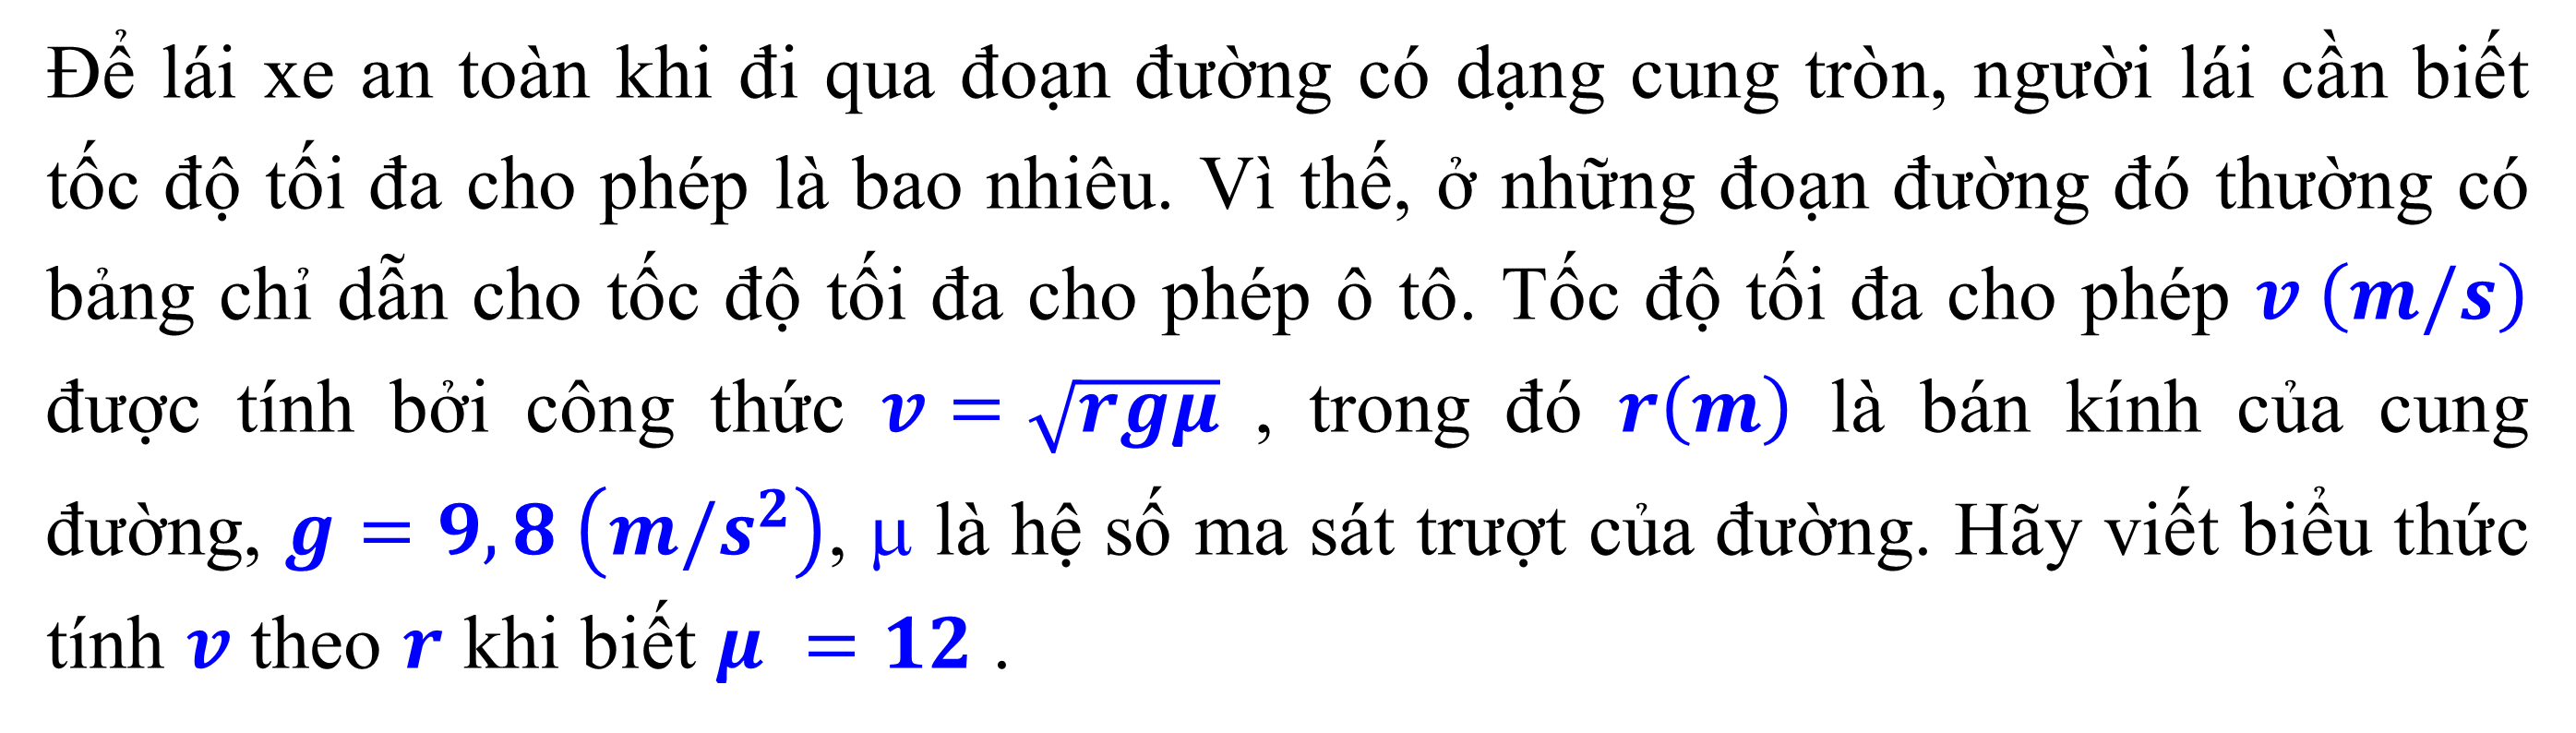 Để lái xe an toàn khi đi qua đoạn đường có dạng cung tròn, người lái cần biết
tốc độ tối đa cho phép là bao nhiêu. Vì thế, ở những đoạn đường đó thường có
bảng chỉ dẫn cho tốc độ tối đa cho phép ô tô. Tốc độ tối đa cho phép v (m/s)
được tính bởi công thức v = √rgμ , trong đó r(m) là bán kính của cung
đường, g = 9,8 (m/s²), μ là hệ số ma sát trượt của đường. Hãy viết biểu thức
tính v theo r khi biết μ = 12 .